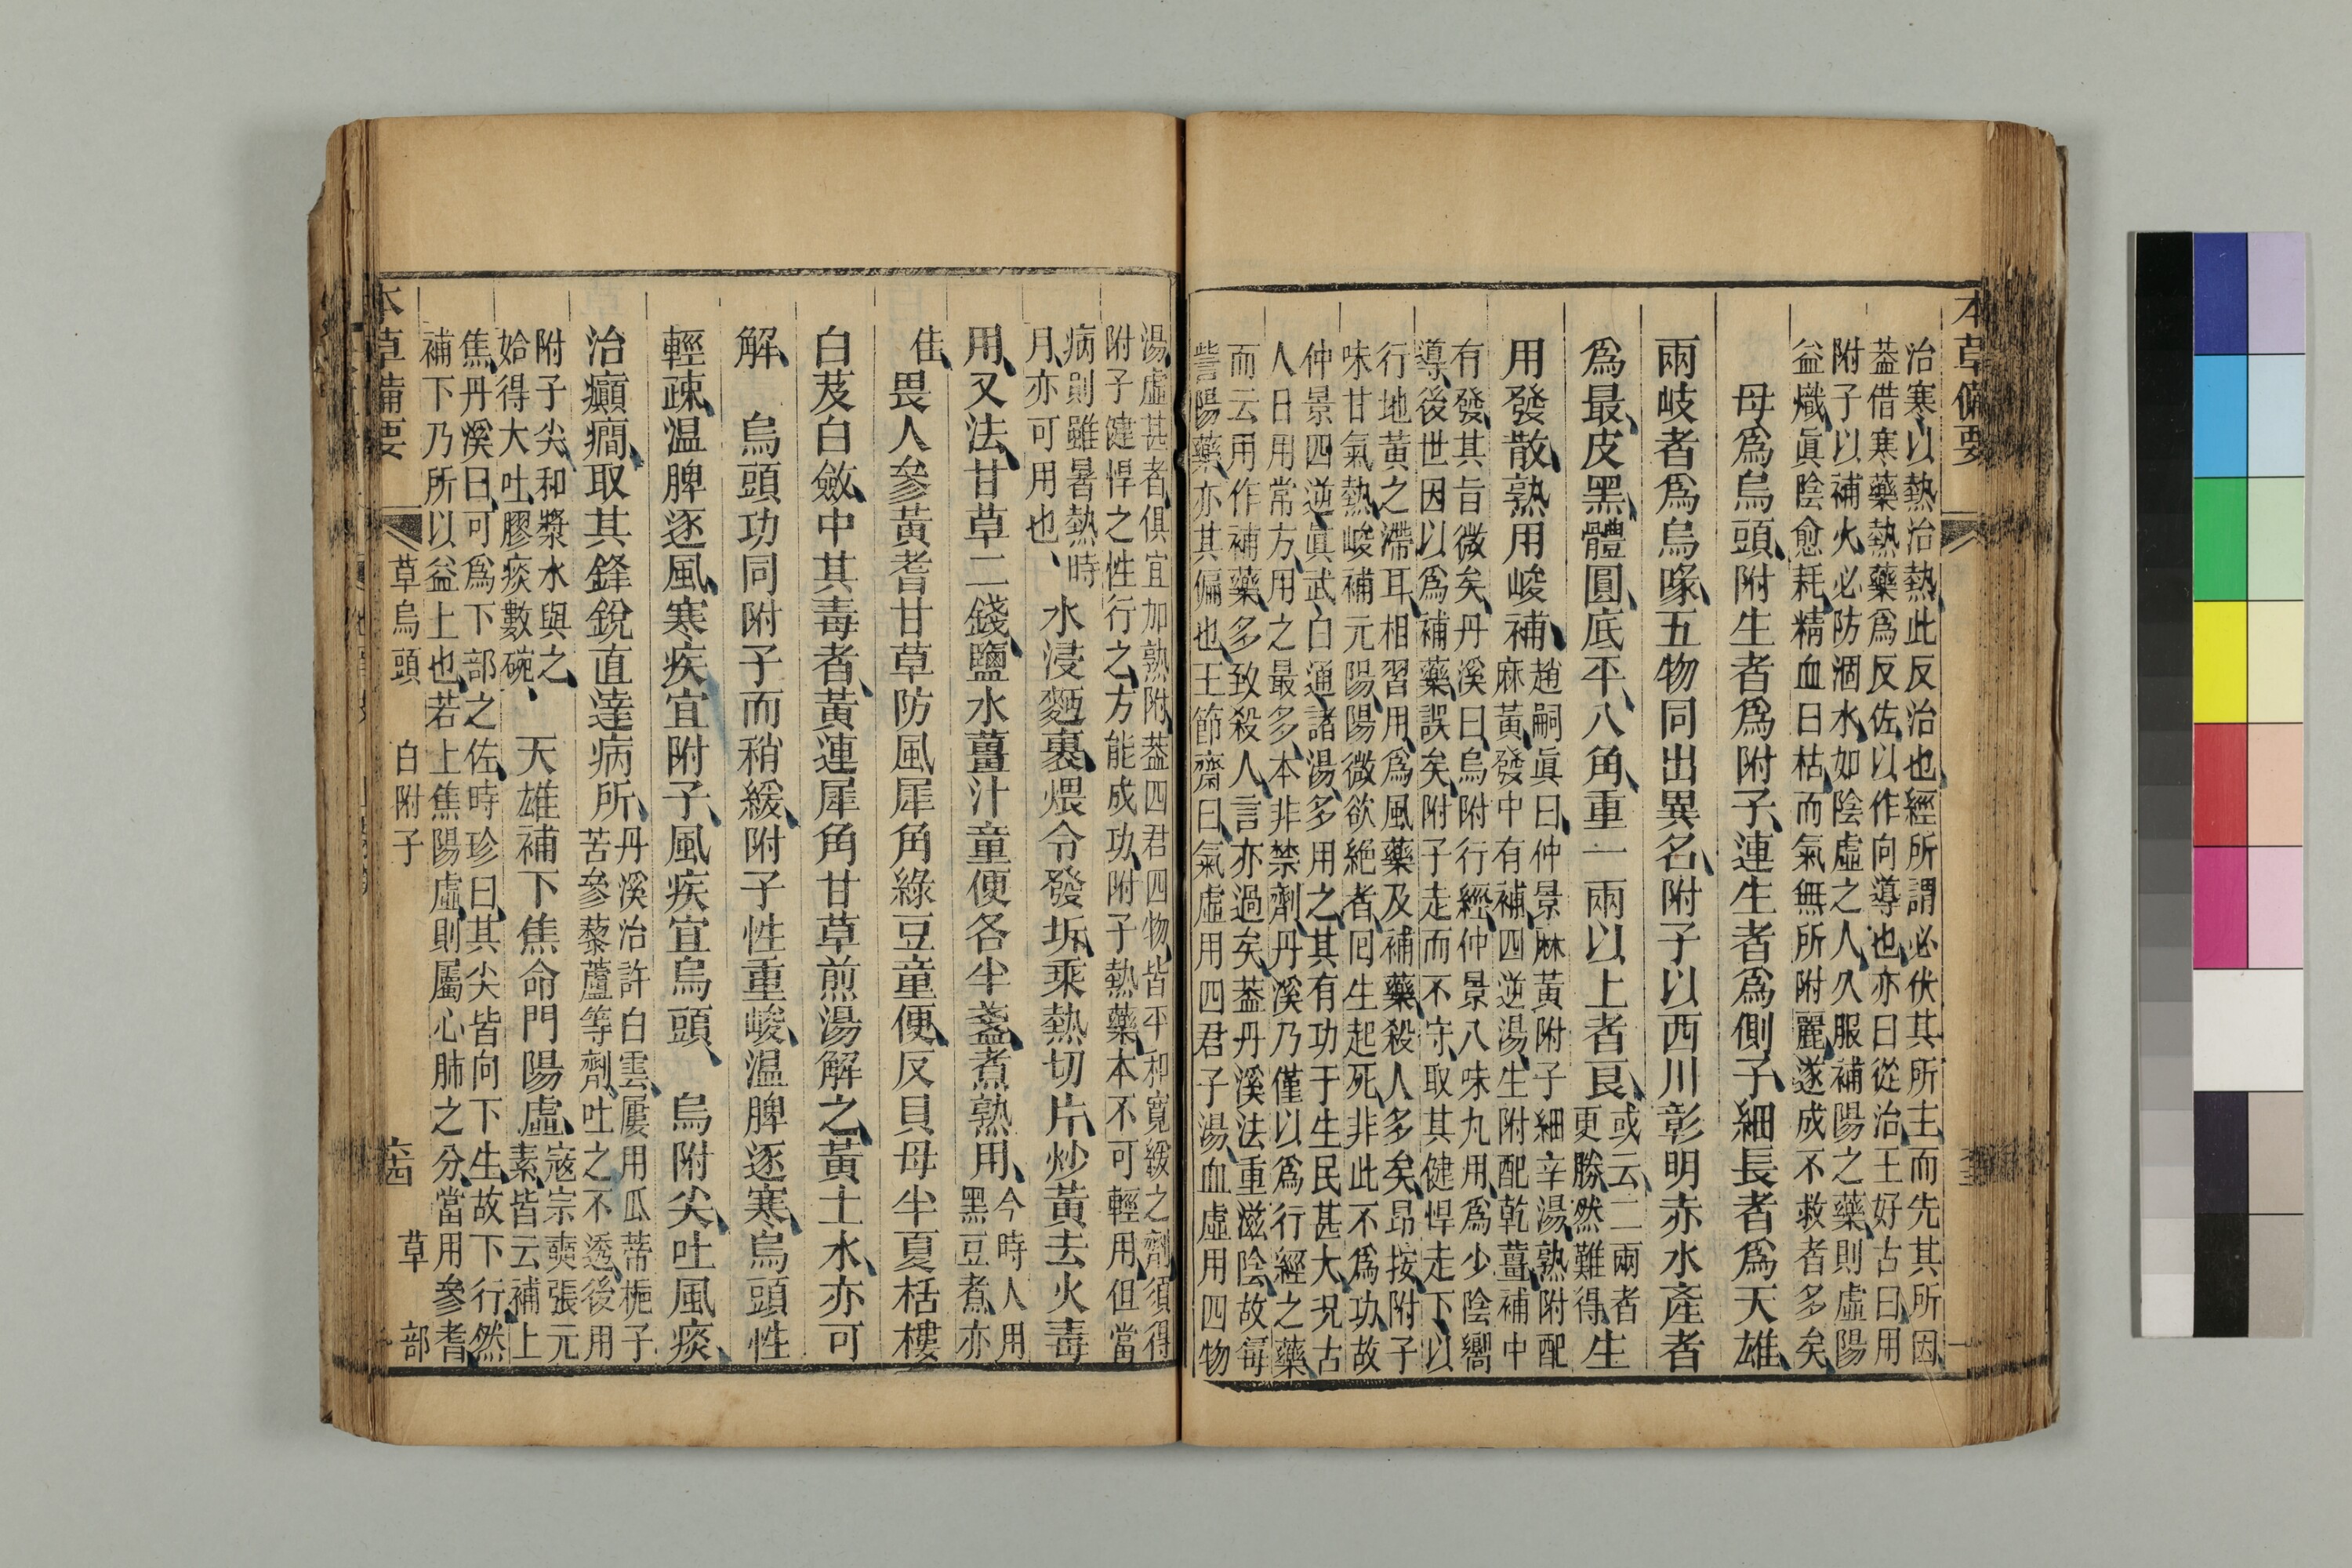 本草備要
治寒以熱治熱此反治也經所謂必伏其所主而先其所因
葢借寒藥熱藥爲反佐以作向導也亦曰從治王好古曰用
附子以補火必防涸水如陰虛之人久服補陽之藥則虛陽
益熾眞陰愈耗精血日枯而氣無所附麗遂成不救者多矣
母爲烏頭附生者爲附子連生者爲側子細長者爲天雄
兩岐者爲烏喙五物同出異名附子以西川彰明赤水產者
爲最皮黑體圓底平八角重一兩以上者良
或云二兩者
更勝然難得
生
用發散熟用峻補
趙嗣眞曰仲景麻黃附子細辛湯熟附配
麻黃發中有補四逆湯生附配乾薑補中
有發其旨微矣丹溪曰烏附行經仲景八味丸用爲少陰嚮
導後世因以爲補藥誤矣附子走而不守取其健悍走下以
行地黃之滯耳相習用爲風藥及補藥殺人多矣昂按附子
味甘氣熱峻補元陽陽微欲絶者回生起死非此不爲功故
仲景四逆眞武白通諸湯多用之其有功于生民甚大况古
人日用常方用之最多本非禁劑丹溪乃僅以爲行經之藥
而云用作補藥多致殺人言亦過矣葢丹溪法重滋陰故每
訾陽藥亦其偏也王節齋曰氣虛用四君子湯血虛用四物
湯虛甚者俱宜加熟附葢四君四物皆平和寛緩之劑須得
附子健悍之性行之方能成功附子熱藥本不可輕用但當
病則雖暑熱時
月亦可用也
水浸麪裹煨令發坼乘熱切片炒黃去火毒
用又法甘草二錢鹽水薑汁童便各半盞煮熟用
今時人用
黑豆煮亦
佳
畏人參黃耆甘草防風犀角綠豆童便反貝母半夏栝樓
白芨白斂中其毒者黃連犀角甘草煎湯解之黃土水亦可
解
烏頭功同附子而稍緩附子性重峻温脾逐寒烏頭性
輕疎温脾逐風寒疾宜附子風疾宜烏頭
烏附尖吐風痰
治癲癇取其鋒銳直達病所
丹溪治許白雲屢用瓜蒂梔子
苦參藜蘆等劑吐之不透後用
附子尖和漿水與之
始得大吐膠痰數碗
天雄補下焦命門陽虛
寇宗奭張元
素皆云補上
焦丹溪曰可爲下部之佐時珍曰其尖皆向下生故下行然
補下乃所以益上也若上焦陽虛則屬心肺之分當用參耆
本草備要
草烏頭
白附子
草部